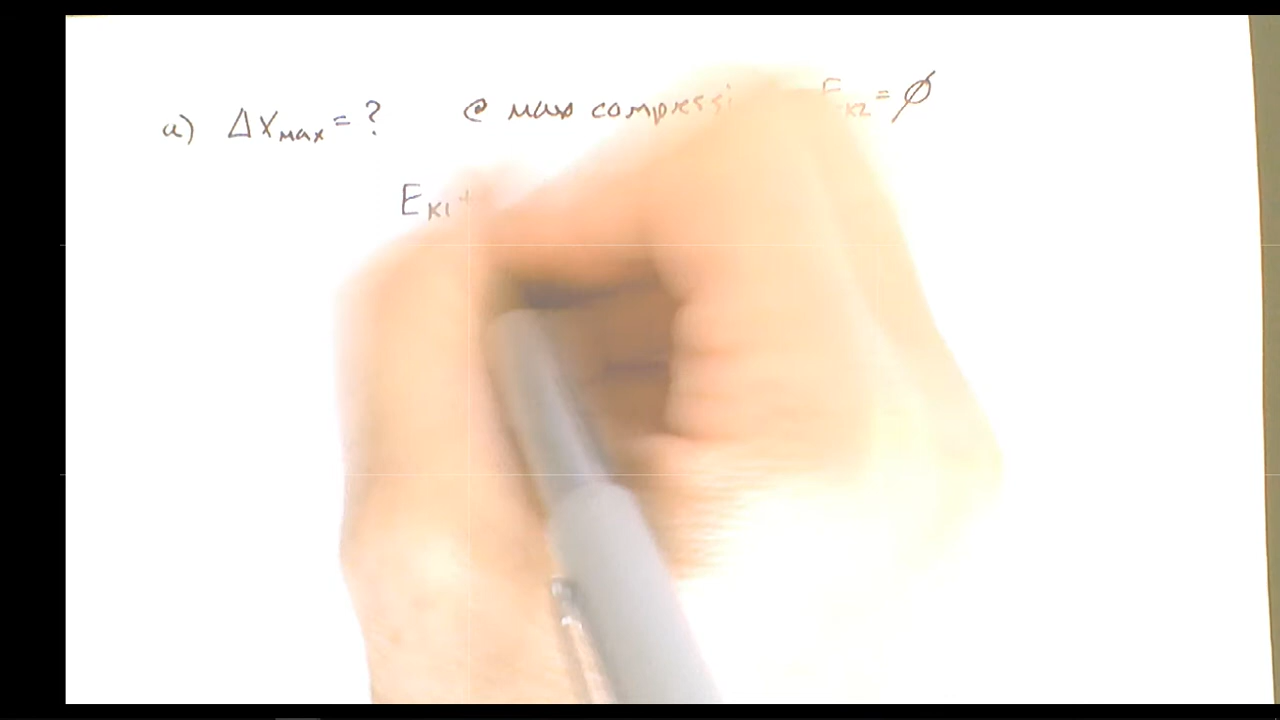 a) ΔX_MAX = ? @ max compressi E_K2 = ∅
E_K1 +